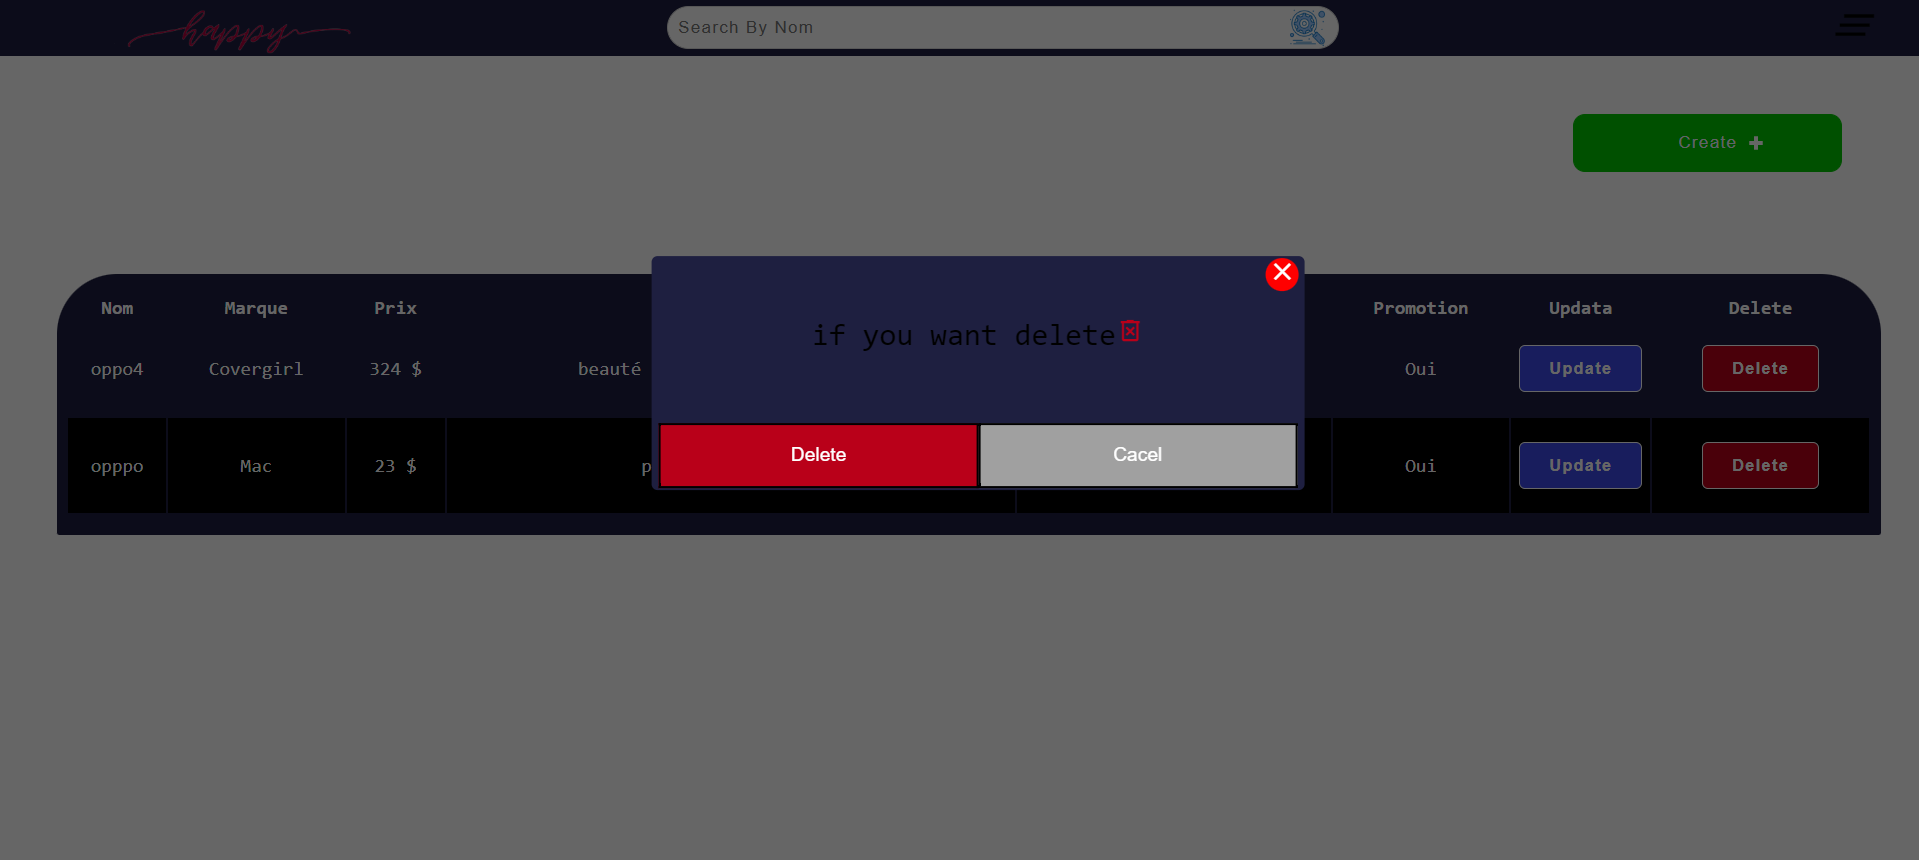 happy
Search By Nom
Create
Nom Marque Prix Promotion Updata Delete
if you want delete
oppo4 Covergirl 324 $ beauté Oui Update Delete
Delete Cacel
opppo Mac 23 $ p Oui Update Delete